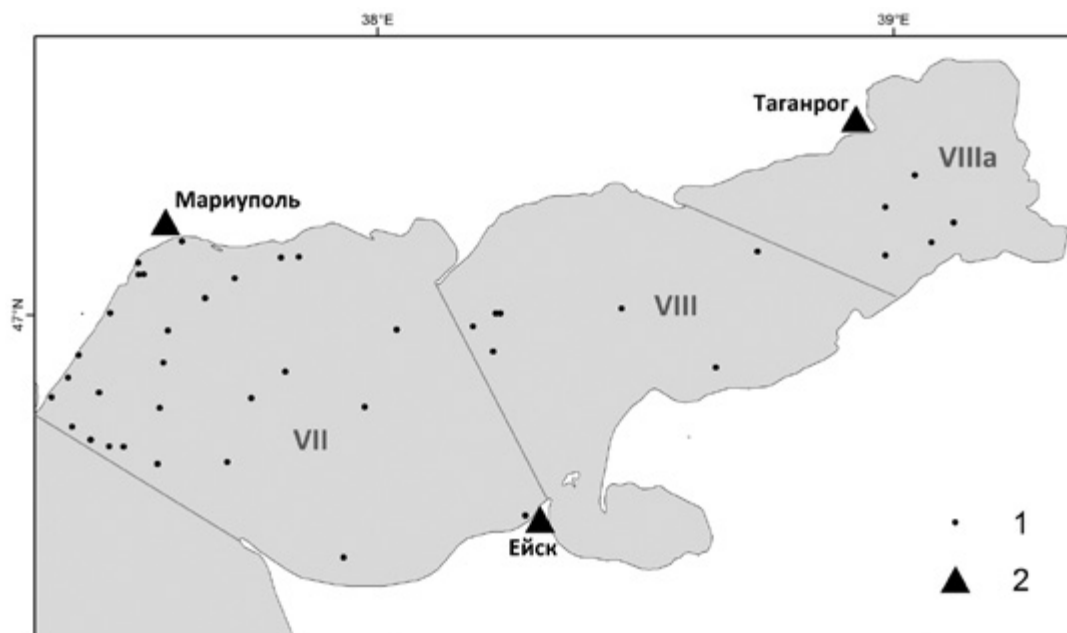 38°E
39°E
Таганрог
VIIIa
Мариуполь
47°N
VIII
VII
1
Ейск
2